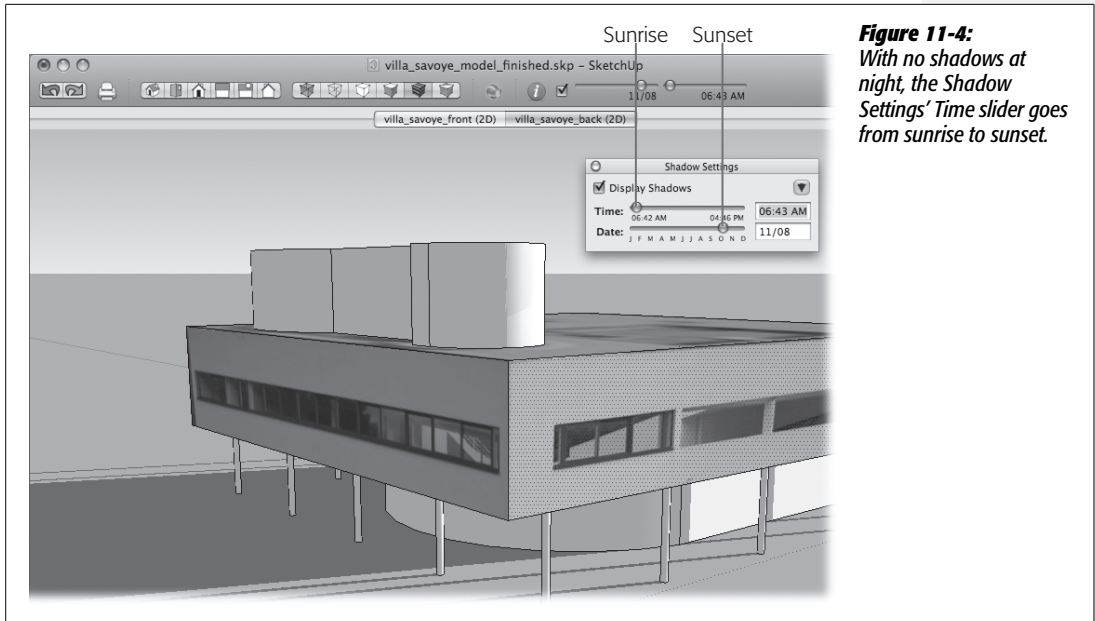 Sunrise Sunset
villa_savoye_model_finished.skp – SketchUp
11/08 06:43 AM
villa_savoye_front (2D) villa_savoye_back (2D)
Shadow Settings
Display Shadows
Time: 06:42 AM 04:46 PM 06:43 AM
Date: J F M A M J J A S O N D 11/08
Figure 11-4:
With no shadows at
night, the Shadow
Settings’ Time slider goes
from sunrise to sunset.